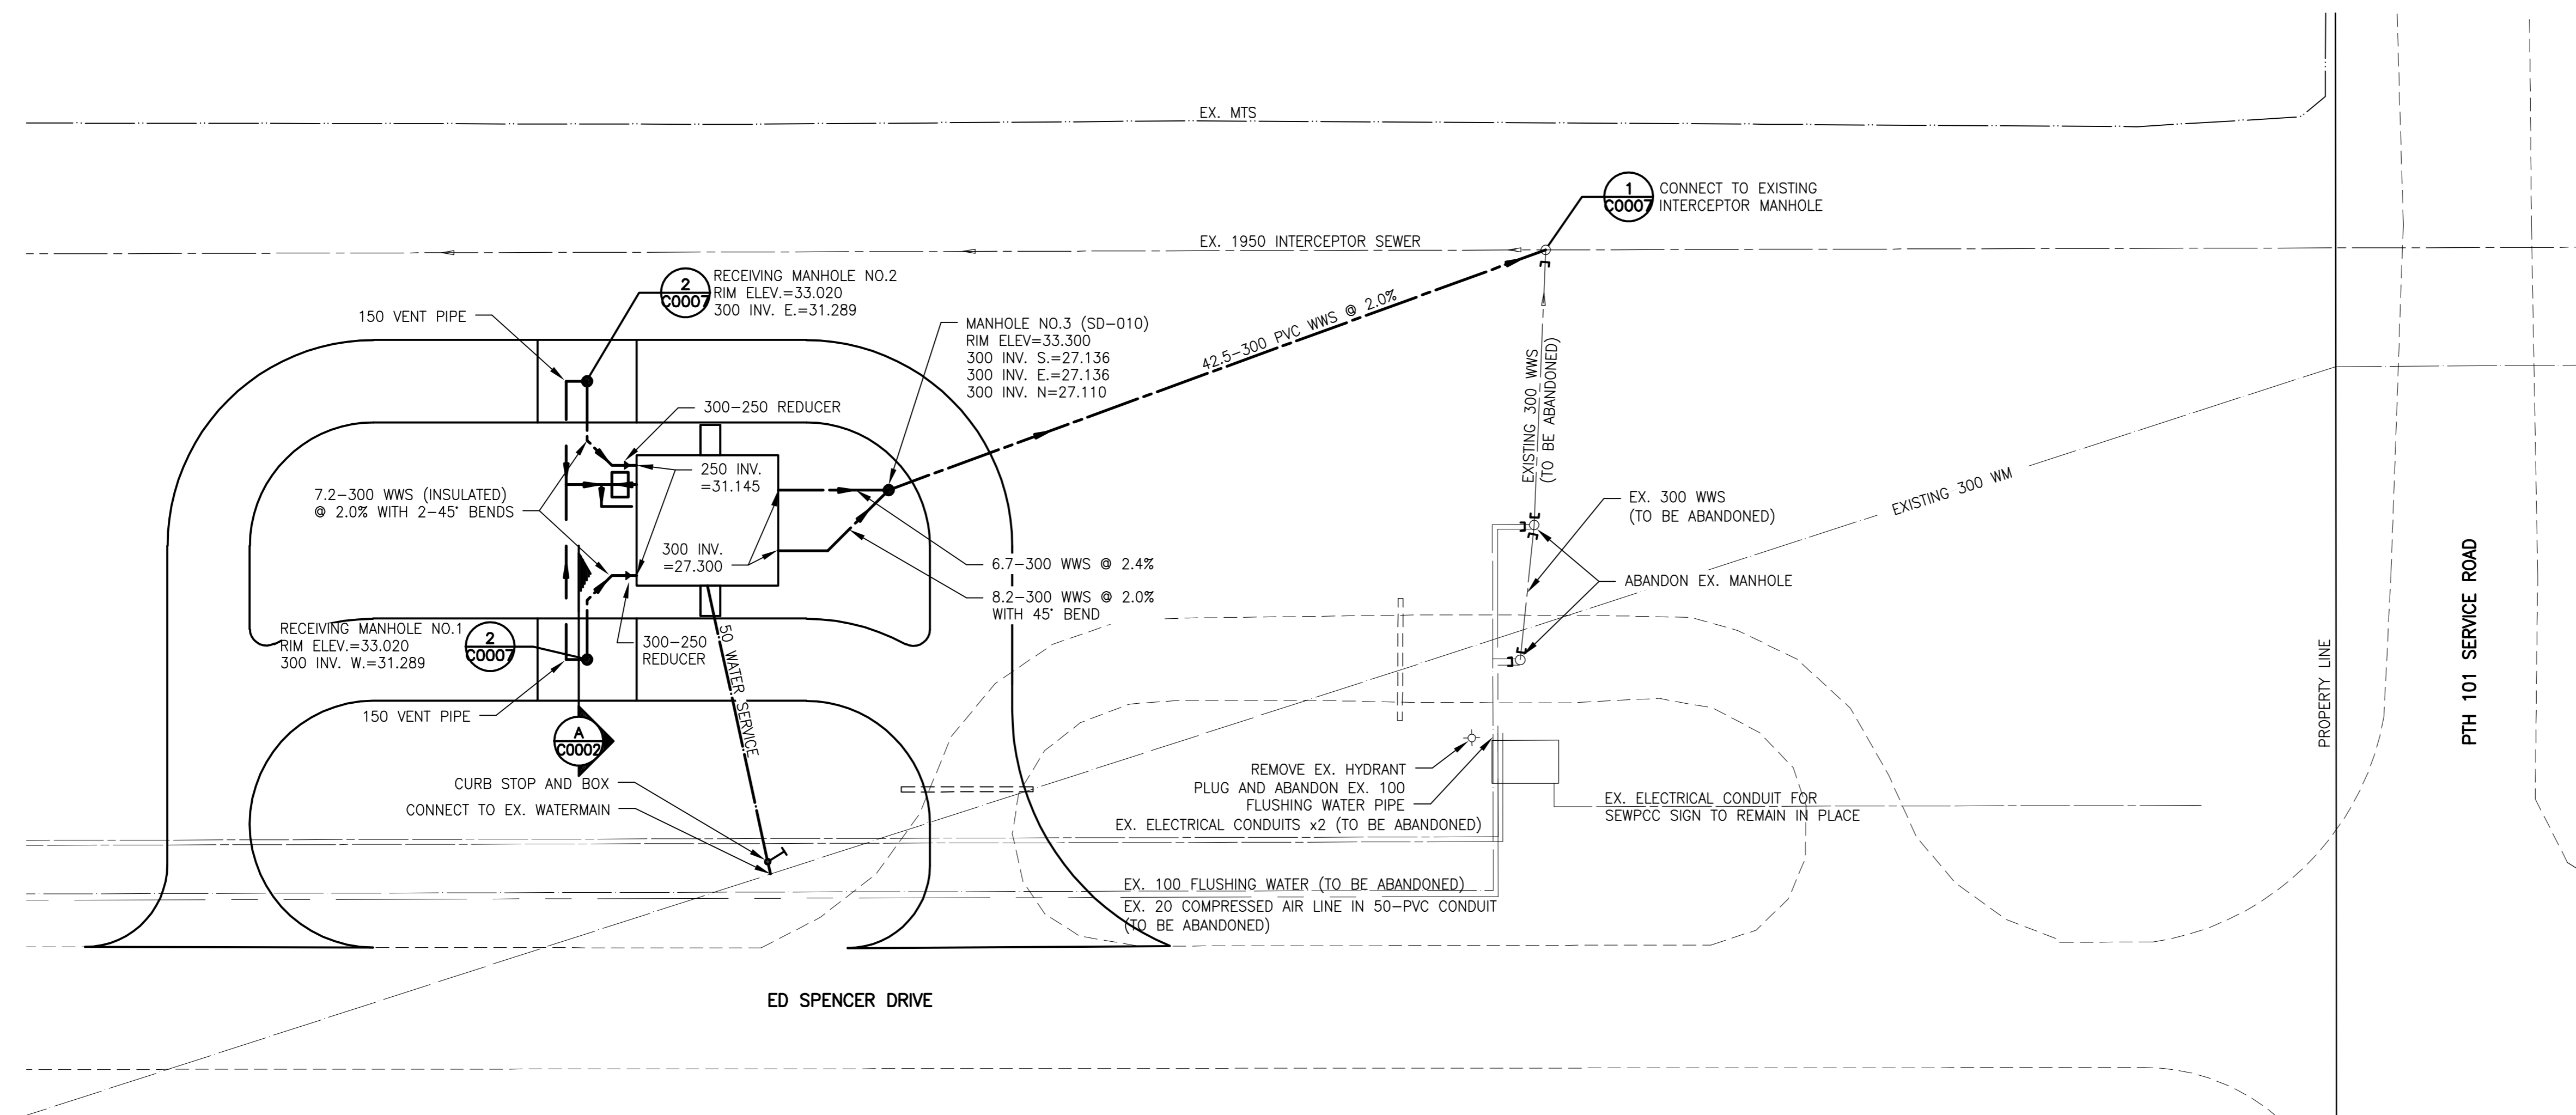 EX. MTS
1
C0007
CONNECT TO EXISTING
INTERCEPTOR MANHOLE
EX. 1950 INTERCEPTOR SEWER
2
C0007
RECEIVING MANHOLE NO.2
RIM ELEV.=33.020
300 INV. E.=31.289
150 VENT PIPE
MANHOLE NO.3 (SD-010)
RIM ELEV=33.300
300 INV. S.=27.136
300 INV. E.=27.136
300 INV. N=27.110
42.5-300 PVC WWS @ 2.0%
EXISTING 300 WWS
(TO BE ABANDONED)
300-250 REDUCER
250 INV.
=31.145
7.2-300 WWS (INSULATED)
@ 2.0% WITH 2-45° BENDS
EXISTING 300 WM
EX. 300 WWS
(TO BE ABANDONED)
300 INV.
=27.300
6.7-300 WWS @ 2.4%
8.2-300 WWS @ 2.0%
WITH 45° BEND
ABANDON EX. MANHOLE
RECEIVING MANHOLE NO.1
RIM ELEV.=33.020
300 INV. W.=31.289
2
C0007
300-250
REDUCER
50 WATER SERVICE
150 VENT PIPE
A
C0002
PROPERTY LINE
PTH 101 SERVICE ROAD
CURB STOP AND BOX
CONNECT TO EX. WATERMAIN
REMOVE EX. HYDRANT
PLUG AND ABANDON EX. 100
FLUSHING WATER PIPE
EX. ELECTRICAL CONDUITS x2 (TO BE ABANDONED)
EX. ELECTRICAL CONDUIT FOR
SEWPCC SIGN TO REMAIN IN PLACE
EX. 100 FLUSHING WATER (TO BE ABANDONED)
EX. 20 COMPRESSED AIR LINE IN 50-PVC CONDUIT
(TO BE ABANDONED)
ED SPENCER DRIVE